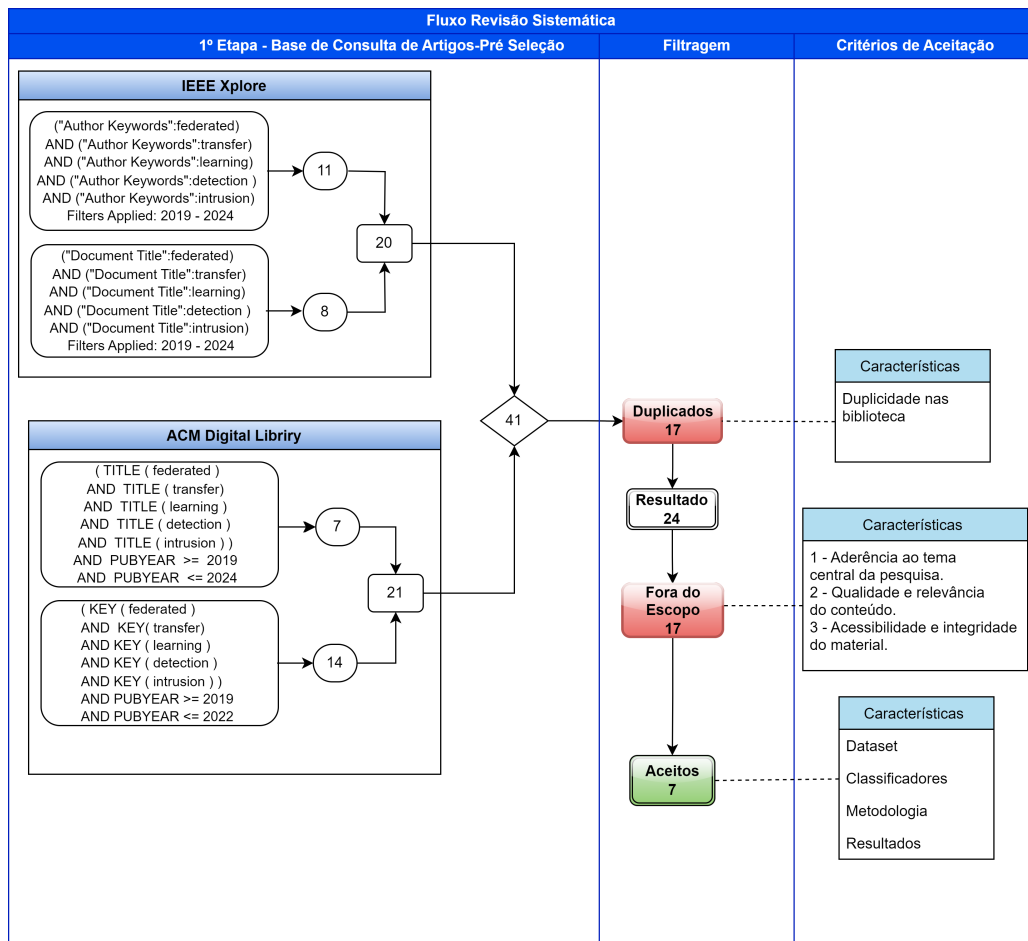 Fluxo Revisão Sistemática
1º Etapa - Base de Consulta de Artigos-Pré Seleção
Filtragem
Critérios de Aceitação
IEEE Xplore
("Author Keywords":federated)
AND ("Author Keywords":transfer)
AND ("Author Keywords":learning)
AND ("Author Keywords":detection )
AND ("Author Keywords":intrusion)
Filters Applied: 2019 - 2024
11
20
("Document Title":federated)
AND ("Document Title":transfer)
AND ("Document Title":learning)
AND ("Document Title":detection )
AND ("Document Title":intrusion)
Filters Applied: 2019 - 2024
8
ACM Digital Libriry
( TITLE ( federated )
AND TITLE ( transfer)
AND TITLE ( learning )
AND TITLE ( detection )
AND TITLE ( intrusion ) )
AND PUBYEAR >= 2019
AND PUBYEAR <= 2024
7
21
( KEY ( federated )
AND KEY( transfer)
AND KEY ( learning )
AND KEY ( detection )
AND KEY ( intrusion ) )
AND PUBYEAR >= 2019
AND PUBYEAR <= 2022
14
41
Duplicados
17
Resultado
24
Fora do
Escopo
17
Aceitos
7
Características
Duplicidade nas
biblioteca
Características
1 - Aderência ao tema
central da pesquisa.
2 - Qualidade e relevância
do conteúdo.
3 - Acessibilidade e integridade
do material.
Características
Dataset
Classificadores
Metodologia
Resultados